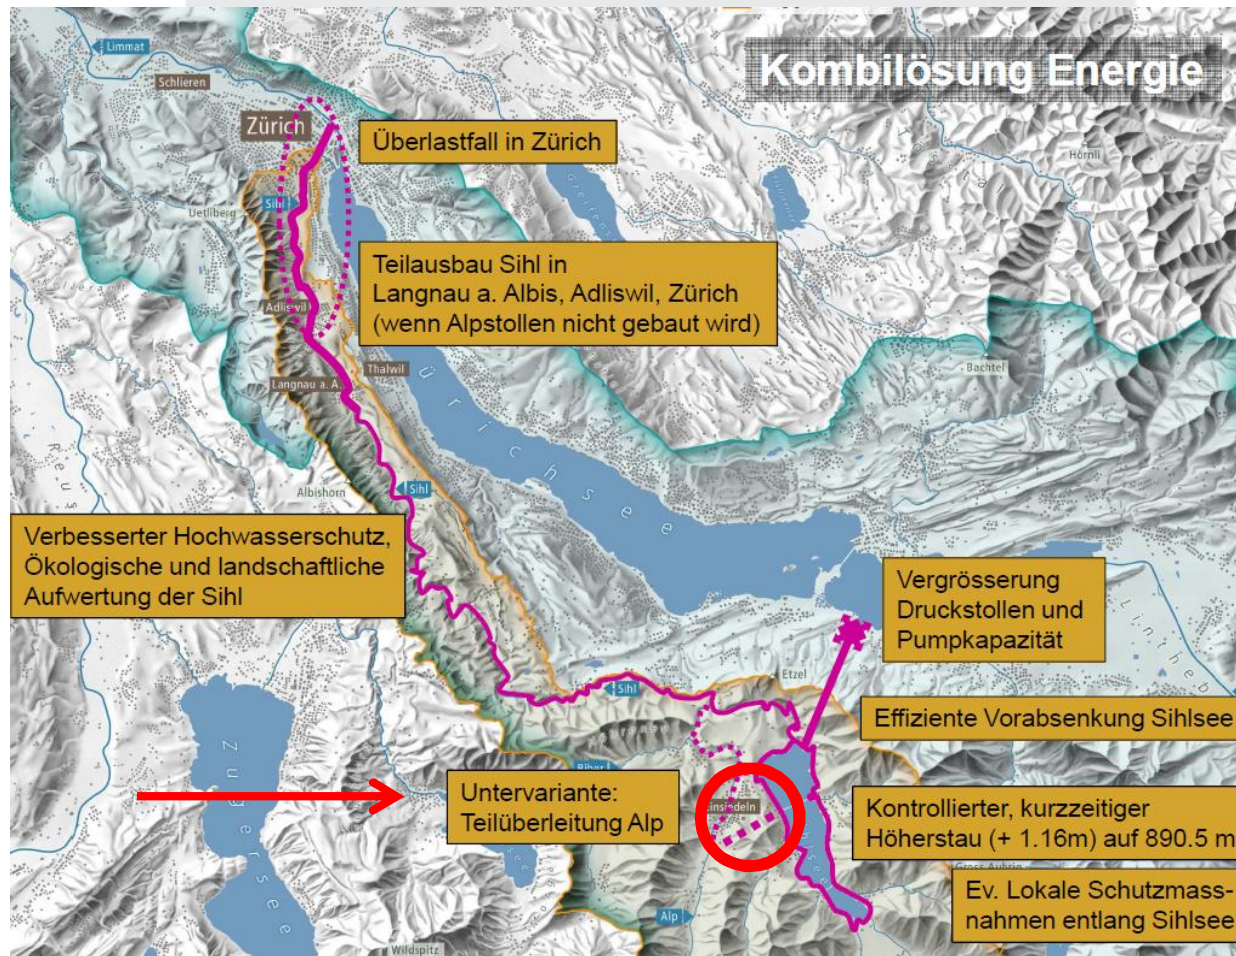 Kombilösung Energie
Limmat
Schlieren
Zürich
Überlastfall in Zürich
Hörnli
Uetliberg
Sihl
Teilausbau Sihl in
Langnau a. Albis, Adliswil, Zürich
(wenn Alpstollen nicht gebaut wird)
Adliswil
Thalwil
Langnau a. A.
Bachtel
Zürichsee
Reuss
Albishorn
Sihl
Verbesserter Hochwasserschutz,
Ökologische und landschaftliche
Aufwertung der Sihl
Vergrösserung
Druckstollen und
Pumpkapazität
Lintheb
Etzel
Sihl
Effiziente Vorabsenkung Sihlsee
Zugersee
Biber
Untervariante:
Teilüberleitung Alp
Einsiedeln
Kontrollierter, kurzzeitiger
Höherstau (+ 1.16m) auf 890.5 m
Gross Aubrig
Ev. Lokale Schutzmass-
nahmen entlang Sihlsee
Alp
Wildspitz